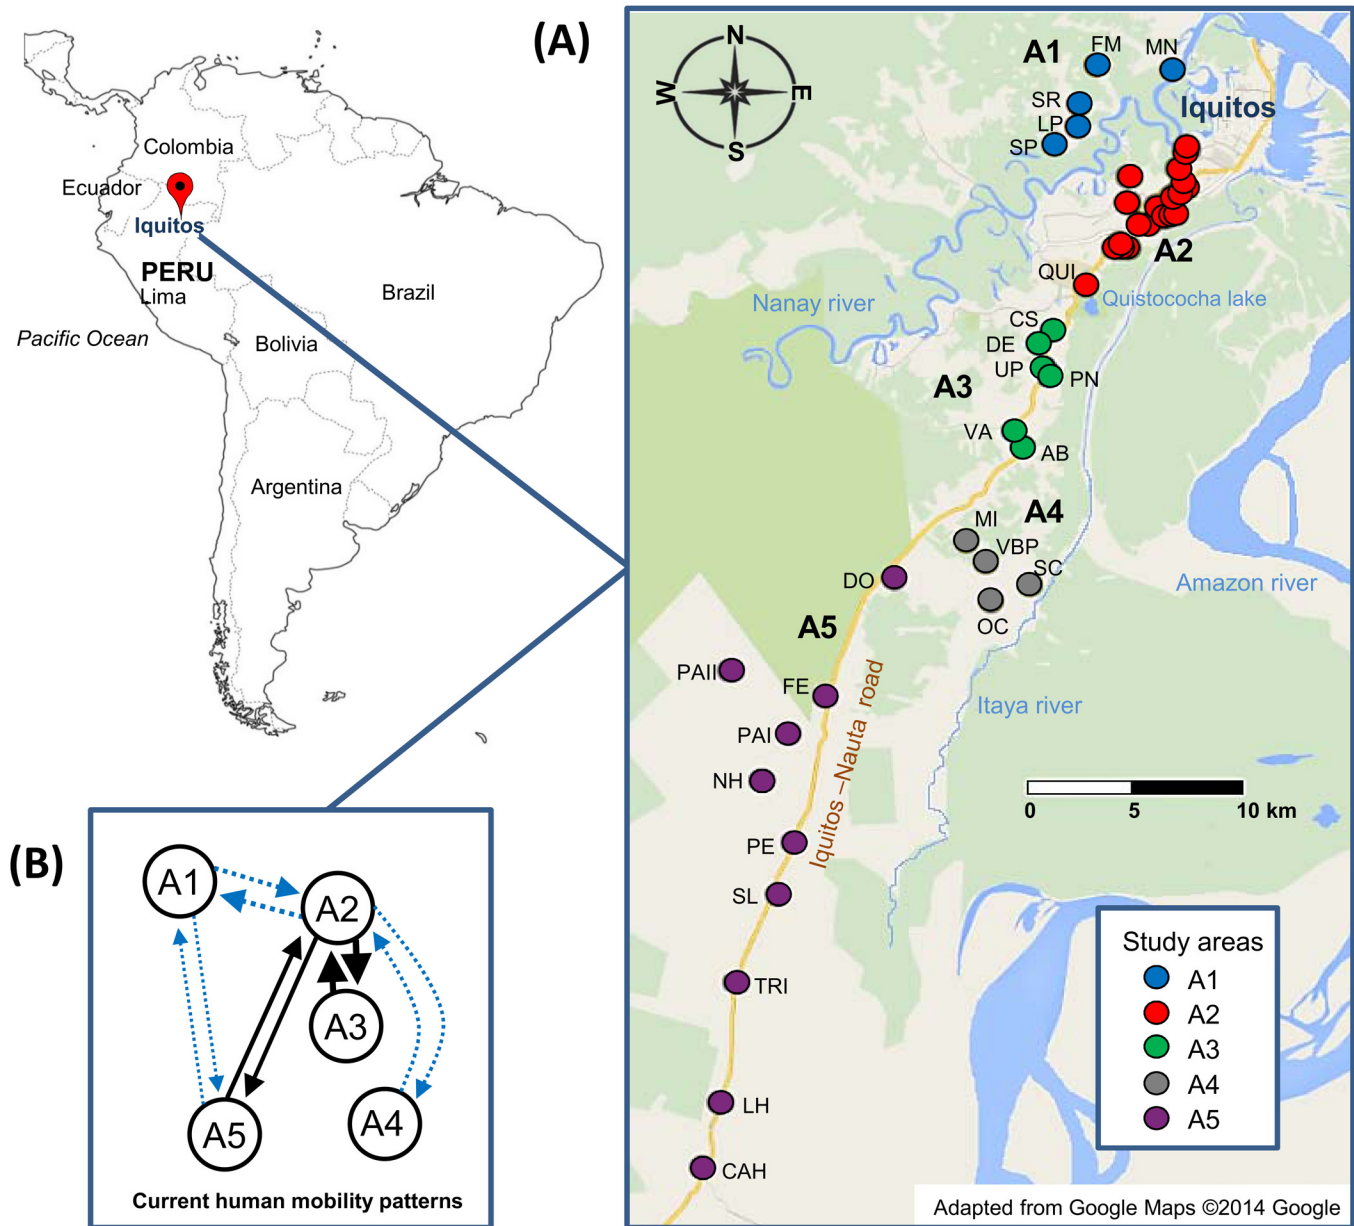 (A)
Colombia
Ecuador
Iquitos
PERU
Lima
Brazil
Pacific Ocean
Bolivia
Argentina
N
W
E
S
A1
FM
MN
SR
LP
SP
Iquitos
A2
QUI
Quistococha lake
Nanay river
CS
DE
UP
PN
A3
VA
AB
A4
MI
VBP
SC
OC
Amazon river
DO
A5
PAII
FE
PAI
NH
Iquitos –Nauta road
Itaya river
PE
SL
TRI
LH
CAH
0 5 10 km
Study areas
A1
A2
A3
A4
A5
Adapted from Google Maps ©2014 Google
(B)
A1
A2
A3
A4
A5
Current human mobility patterns